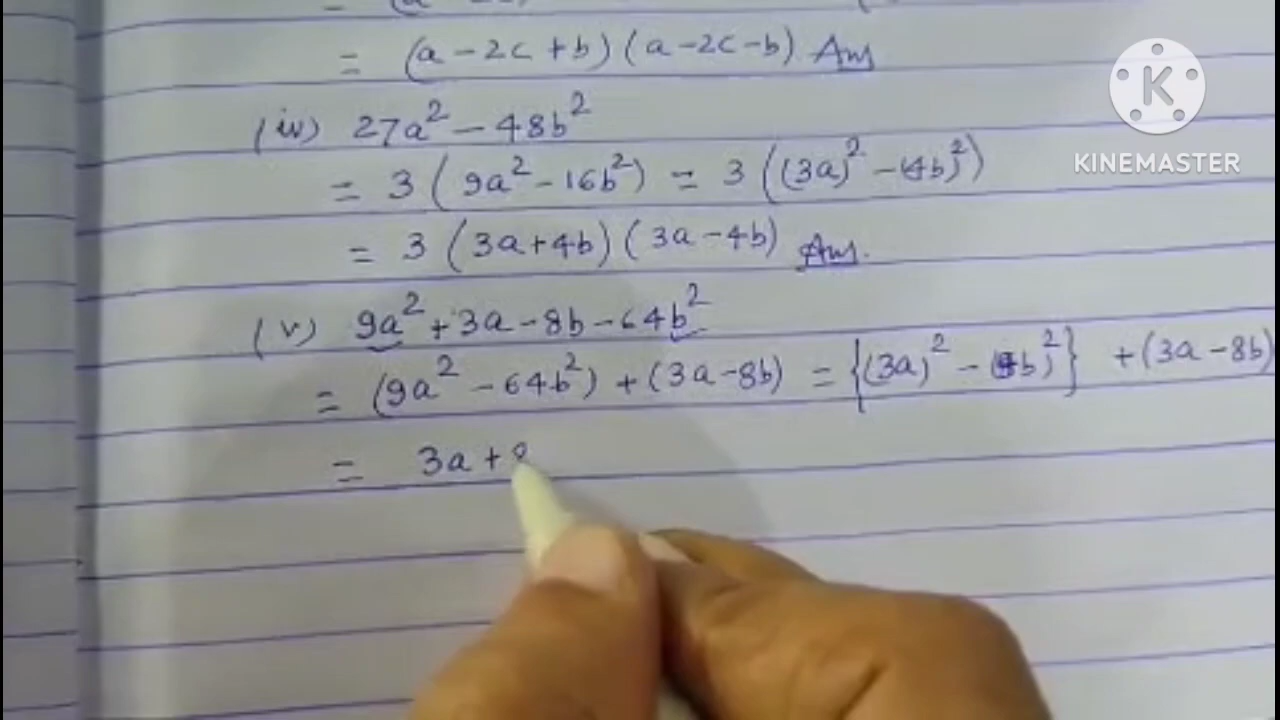 = (a - 2c + b) (a - 2c - b) Ans
(iv) 27a² - 48b²
= 3 ( 9a² - 16b²) = 3 ((3a)² - (4b)²)
= 3 (3a + 4b) (3a - 4b) Ans.
(v) 9a² + 3a - 8b - 64b²
= (9a² - 64b²) + (3a - 8b) = {(3a)² - (8b)²} + (3a - 8b)
= 3a + 8
K
KINEMASTER